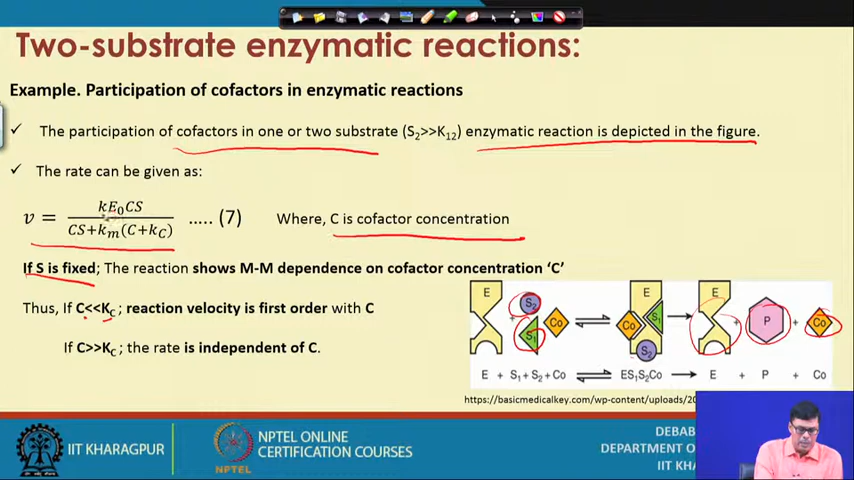 Two-substrate enzymatic reactions:
Example. Participation of cofactors in enzymatic reactions
✓ The participation of cofactors in one or two substrate (S₂>>K₁₂) enzymatic reaction is depicted in the figure.
✓ The rate can be given as:
v = kE₀CS / CS+kₘ(C+k_C) ..... (7) Where, C is cofactor concentration
If S is fixed; The reaction shows M-M dependence on cofactor concentration ‘C’
Thus, If C<<K_C; reaction velocity is first order with C
If C>>K_C; the rate is independent of C.
E S₂ + S₁ Co E Co S₁ S₂ E + P + Co
E + S₁ + S₂ + Co ES₁S₂Co E + P + Co
https://basicmedicalkey.com/wp-content/uploads/20
IIT KHARAGPUR
NPTEL
NPTEL ONLINE
CERTIFICATION COURSES
DEBAB
DEPARTMENT O
IIT KHA